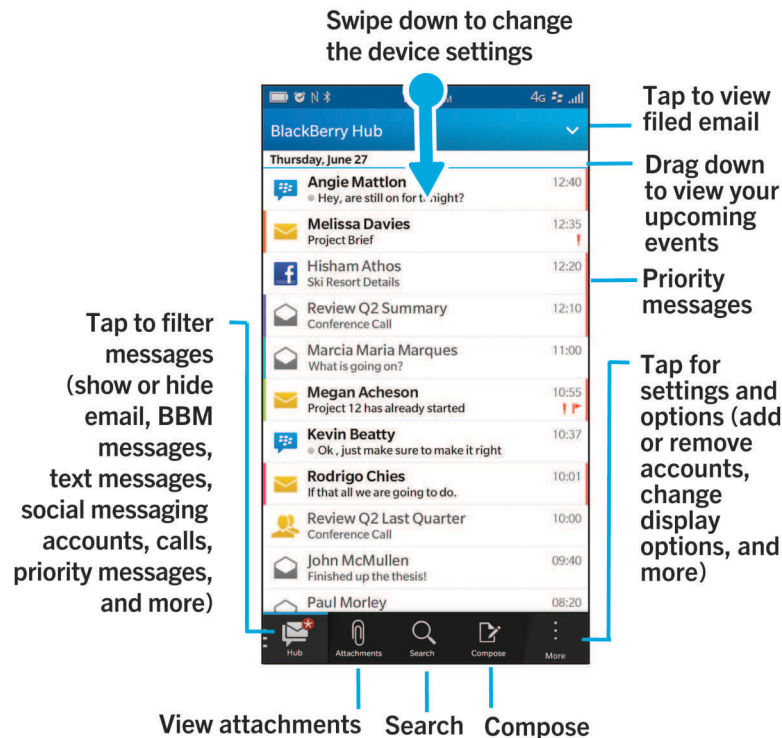 Swipe down to change
the device settings
M
4G
BlackBerry Hub
Tap to view
filed email
Thursday, June 27
Drag down
to view your
upcoming
events
Angie Mattlon 12:40
Hey, are still on for t night?
Melissa Davies 12:35
Project Brief
Hisham Athos 12:20
Ski Resort Details
Priority
messages
Review Q2 Summary 12:10
Conference Call
Marcia Maria Marques 11:00
What is going on?
Megan Acheson 10:55
Project 12 has already started
Kevin Beatty 10:37
Ok , just make sure to make it right
Rodrigo Chies 10:01
If that all we are going to do.
Review Q2 Last Quarter 10:00
Conference Call
John McMullen 09:40
Finished up the thesis!
Paul Morley 08:20
Tap to filter
messages
(show or hide
email, BBM
messages,
text messages,
social messaging
accounts, calls,
priority messages,
and more)
Tap for
settings and
options (add
or remove
accounts,
change
display
options, and
more)
Hub Attachments Search Compose More
View attachments Search Compose